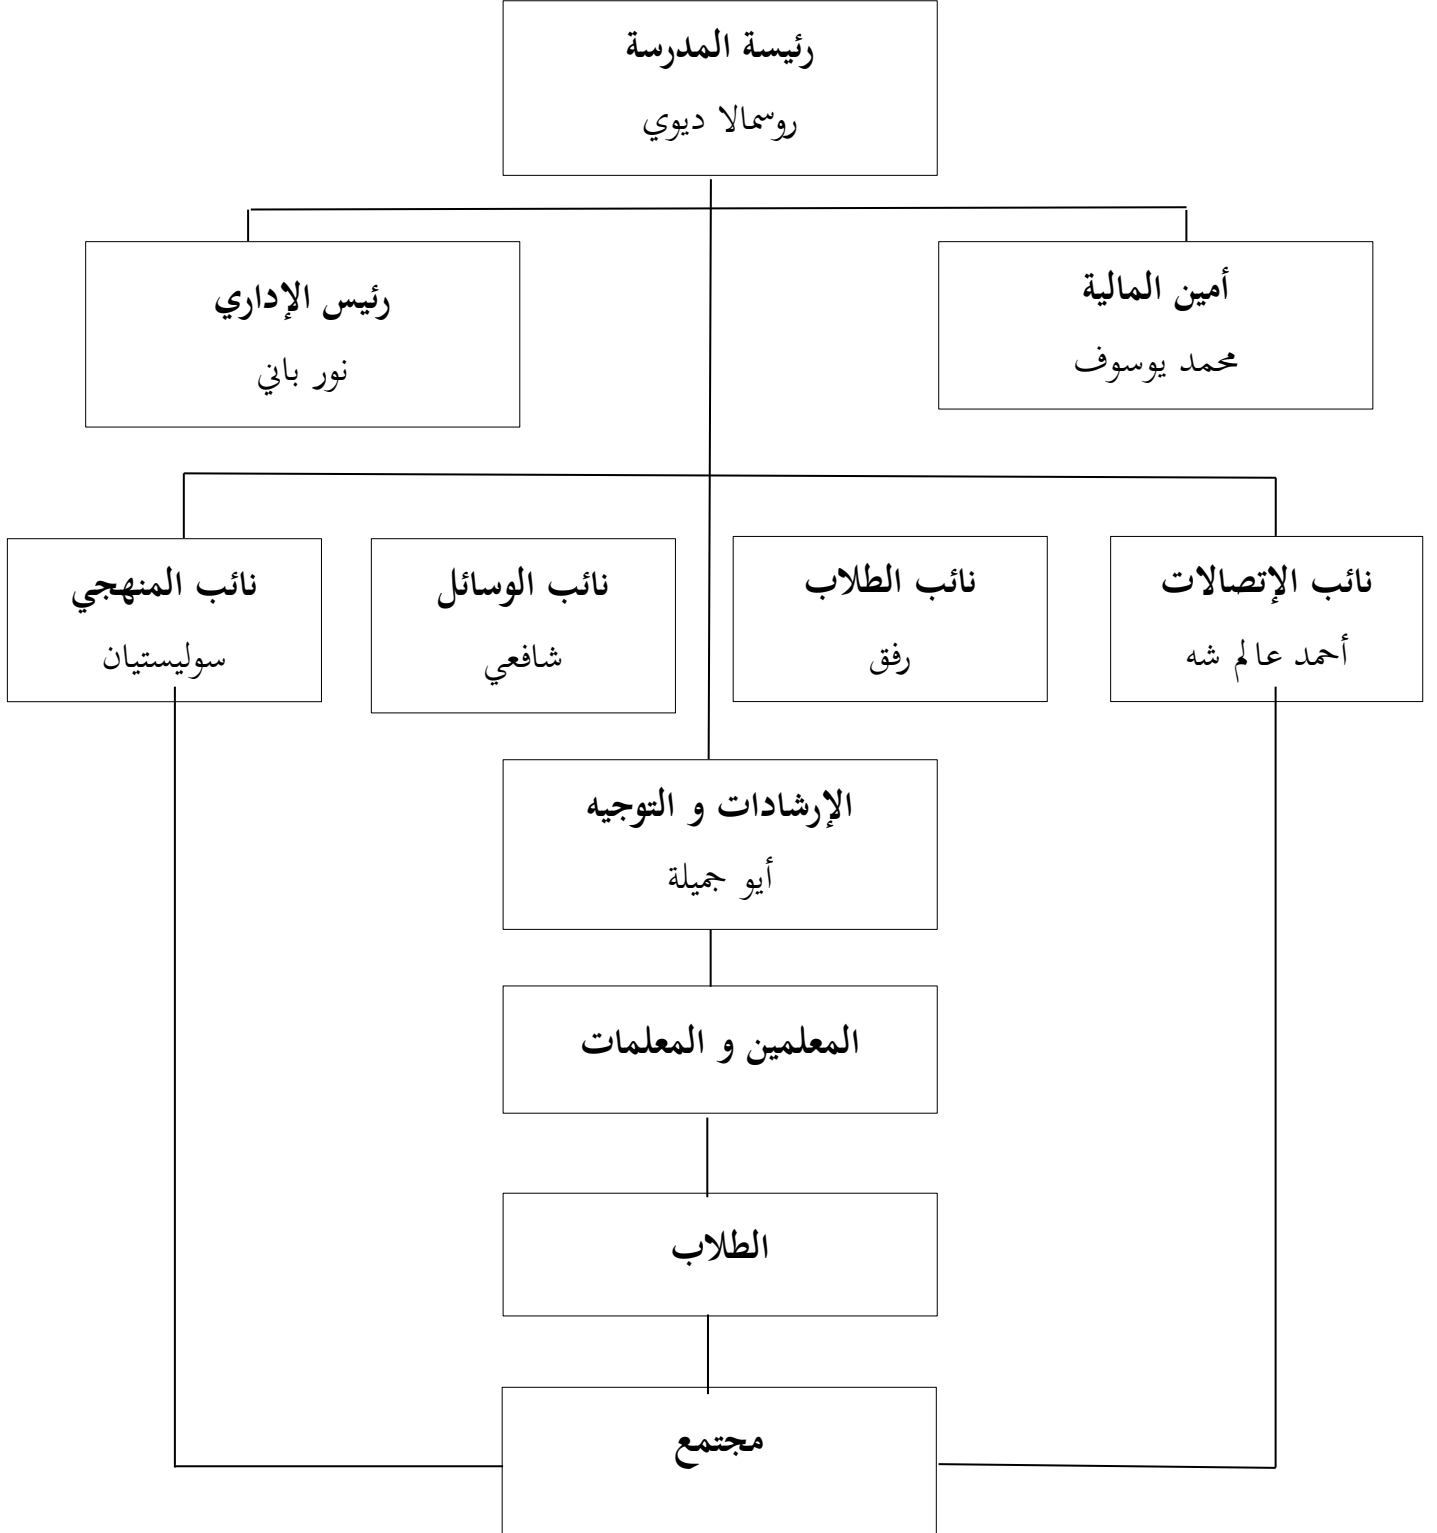 رئيسة المدرسة
روسمالا ديوي
أمين المالية
محمد يوسوف
رئيس الإداري
نور باني
نائب الإتصالات
أحمد عالم شه
نائب الطلاب
رفق
نائب الوسائل
شافعي
نائب المنهجي
سوليستيان
الإرشادات و التوجيه
أيو جميلة
المعلمين و المعلمات
الطلاب
مجتمع